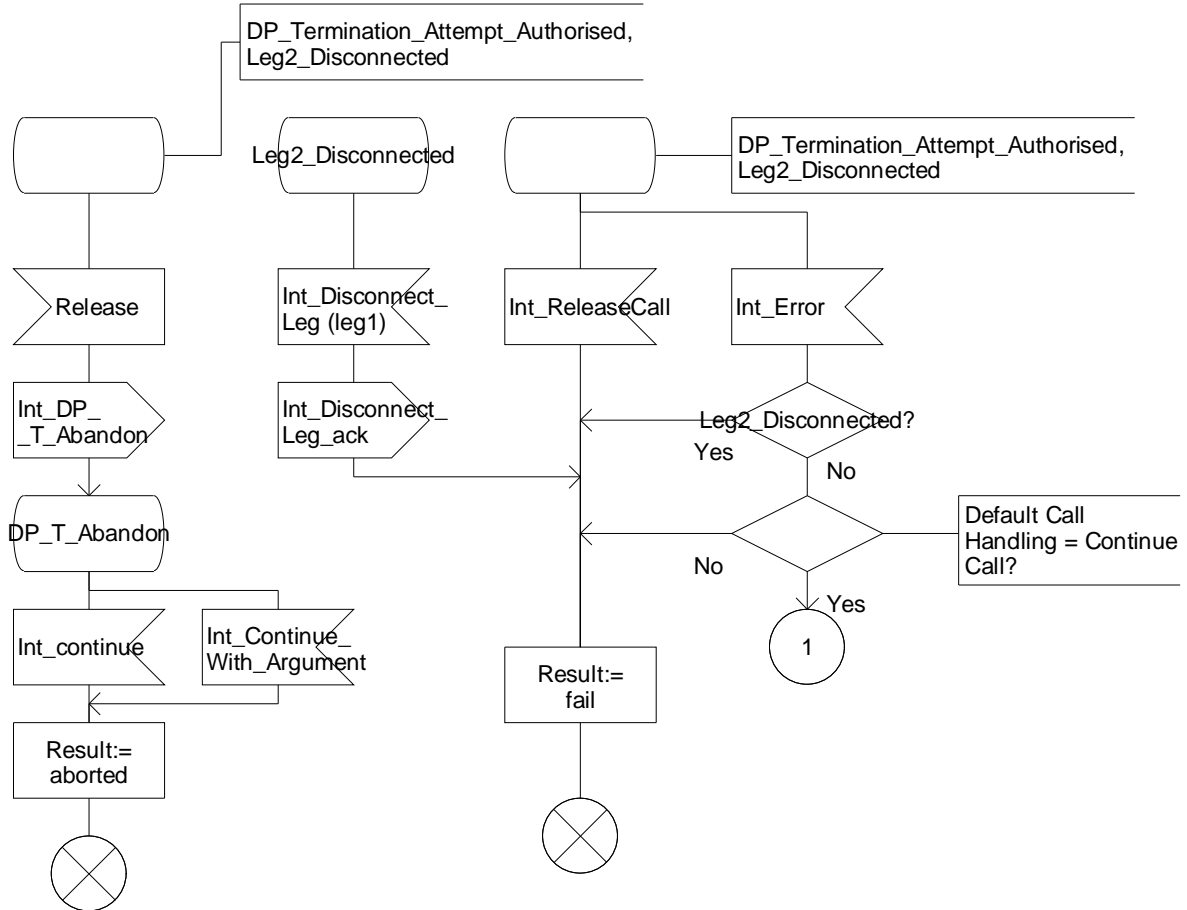 DP_Termination_Attempt_Authorised,
Leg2_Disconnected
Leg2_Disconnected
DP_Termination_Attempt_Authorised,
Leg2_Disconnected
Release
Int_Disconnect_
Leg (leg1)
Int_ReleaseCall
Int_Error
Int_DP_
_T_Abandon
Int_Disconnect_
Leg_ack
Leg2_Disconnected?
Yes
No
DP_T_Abandon
Default Call
Handling = Continue
Call?
No
Yes
Int_continue
Int_Continue_
With_Argument
1
Result:=
fail
Result:=
aborted